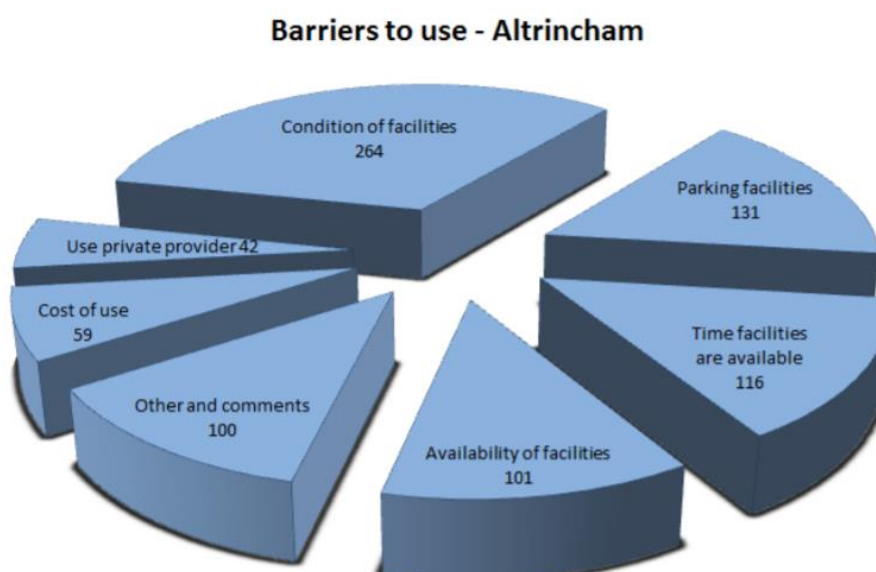 Barriers to use - Altrincham
Condition of facilities
264
Parking facilities
131
Use private provider 42
Cost of use
59
Time facilities
are available
116
Other and comments
100
Availability of facilities
101